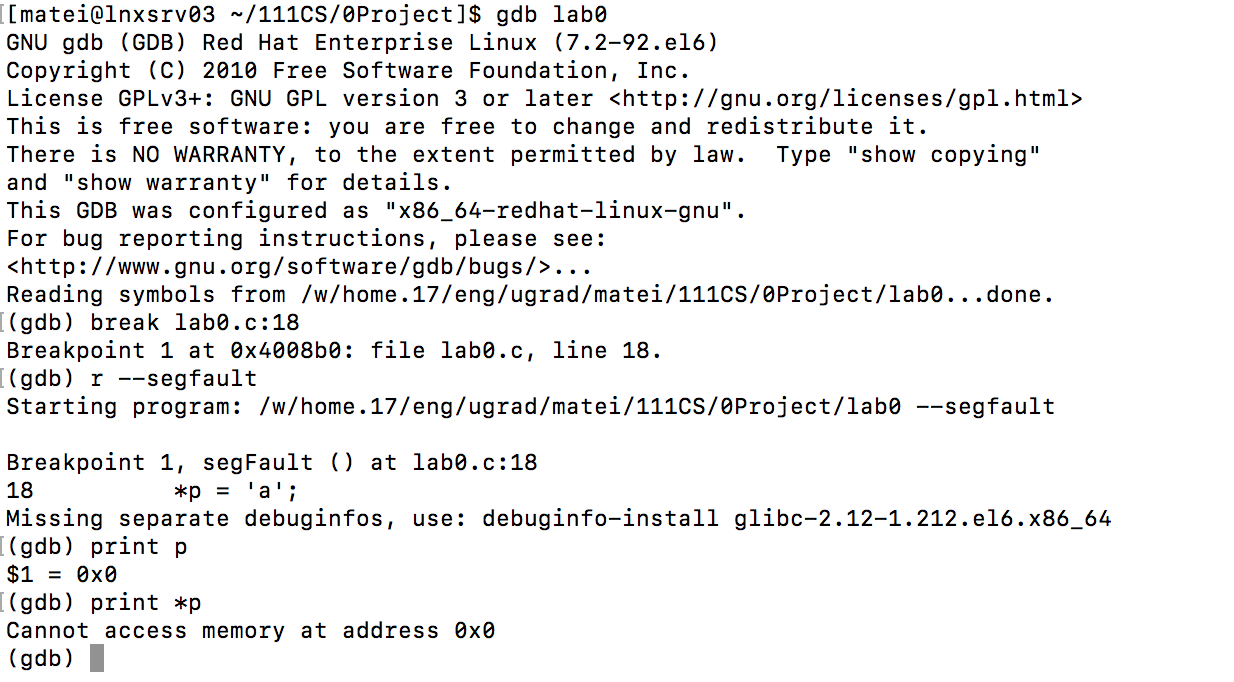 [[matei@lnxsrv03 ~/111CS/0Project]$ gdb lab0
GNU gdb (GDB) Red Hat Enterprise Linux (7.2-92.el6)
Copyright (C) 2010 Free Software Foundation, Inc.
License GPLv3+: GNU GPL version 3 or later <http://gnu.org/licenses/gpl.html>
This is free software: you are free to change and redistribute it.
There is NO WARRANTY, to the extent permitted by law.  Type "show copying"
and "show warranty" for details.
This GDB was configured as "x86_64-redhat-linux-gnu".
For bug reporting instructions, please see:
<http://www.gnu.org/software/gdb/bugs/>...
Reading symbols from /w/home.17/eng/ugrad/matei/111CS/0Project/lab0...done.
[(gdb) break lab0.c:18
Breakpoint 1 at 0x4008b0: file lab0.c, line 18.
[(gdb) r --segfault
Starting program: /w/home.17/eng/ugrad/matei/111CS/0Project/lab0 --segfault
Breakpoint 1, segFault () at lab0.c:18
18          *p = 'a';
Missing separate debuginfos, use: debuginfo-install glibc-2.12-1.212.el6.x86_64
[(gdb) print p
$1 = 0x0
[(gdb) print *p
Cannot access memory at address 0x0
(gdb)